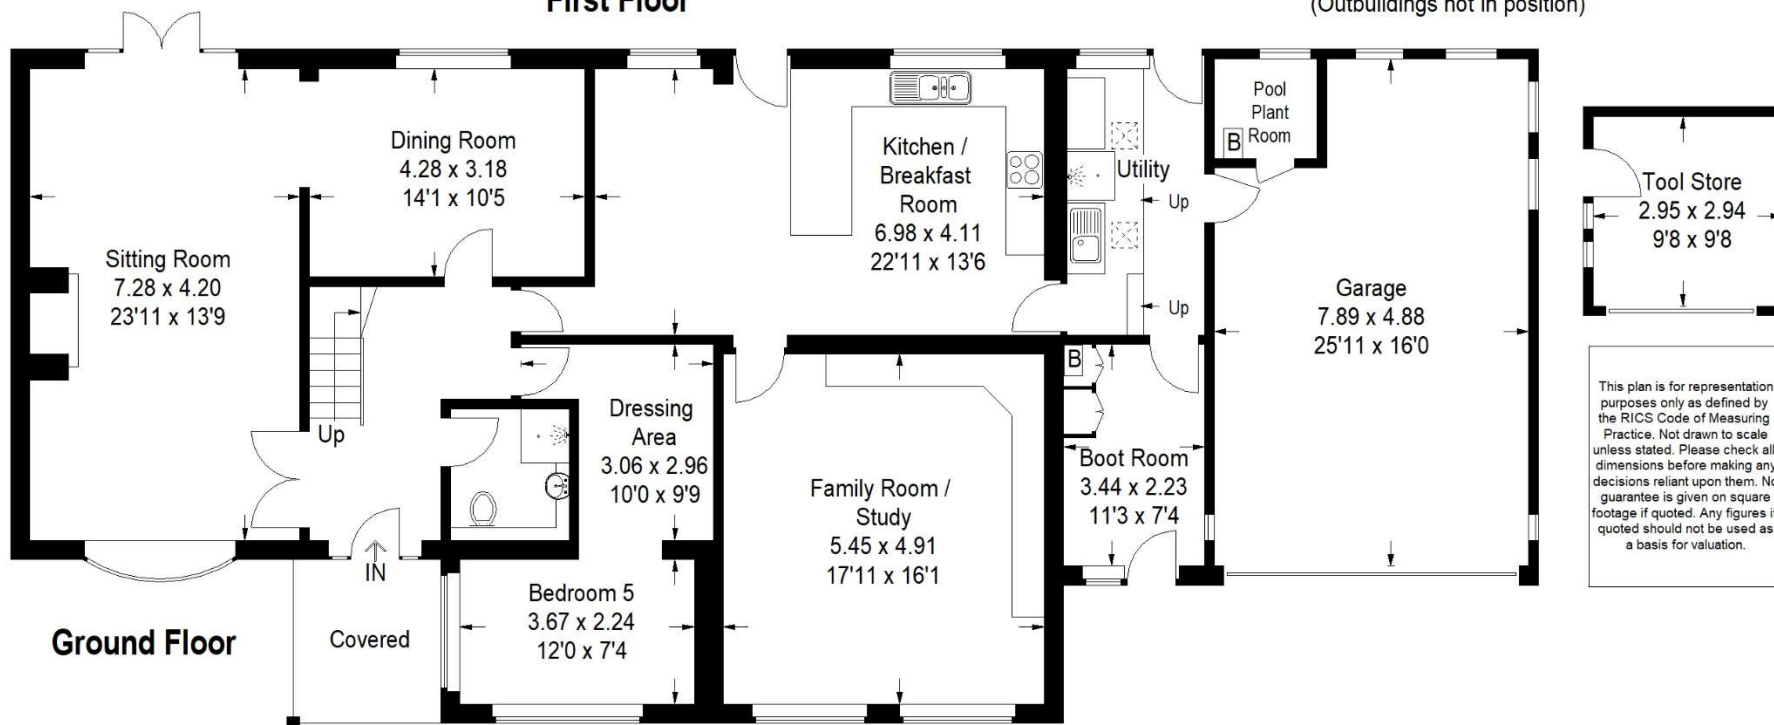 First Floor
(Outbuildings not in position)
Dining Room
4.28 x 3.18
14'1 x 10'5
Kitchen /
Breakfast
Room
6.98 x 4.11
22'11 x 13'6
Pool
Plant
Room
B
Utility
Up
Up
Tool Store
2.95 x 2.94
9'8 x 9'8
Sitting Room
7.28 x 4.20
23'11 x 13'9
Garage
7.89 x 4.88
25'11 x 16'0
Up
Dressing
Area
3.06 x 2.96
10'0 x 9'9
B
Boot Room
3.44 x 2.23
11'3 x 7'4
Family Room /
Study
5.45 x 4.91
17'11 x 16'1
This plan is for representation
purposes only as defined by
the RICS Code of Measuring
Practice. Not drawn to scale
unless stated. Please check all
dimensions before making any
decisions reliant upon them. No
guarantee is given on square
footage if quoted. Any figures if
quoted should not be used as
a basis for valuation.
IN
Bedroom 5
3.67 x 2.24
12'0 x 7'4
Ground Floor
Covered